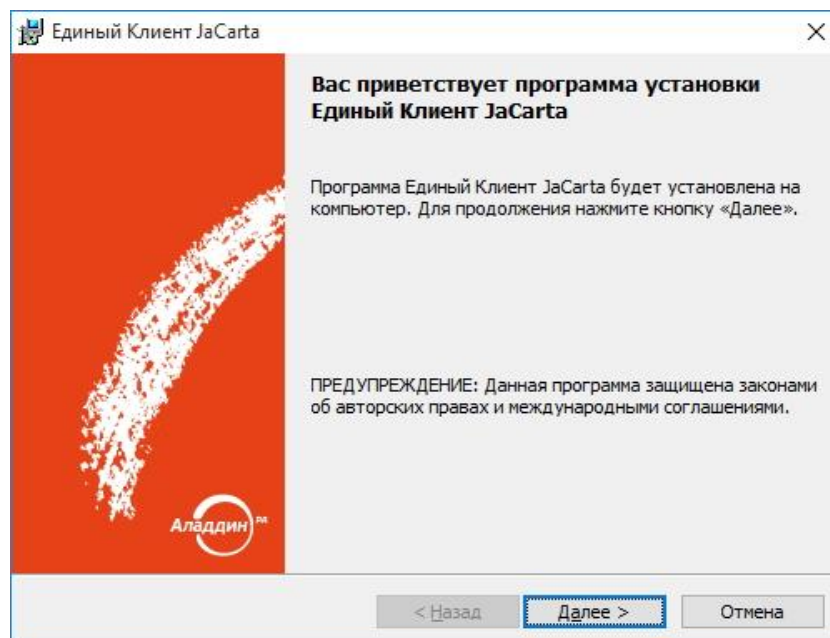 Единый Клиент JaCarta
Вас приветствует программа установки
Единый Клиент JaCarta
Программа Единый Клиент JaCarta будет установлена на
компьютер. Для продолжения нажмите кнопку «Далее».
ПРЕДУПРЕЖДЕНИЕ: Данная программа защищена законами
об авторских правах и международными соглашениями.
Аладдин РД
< Назад Далее > Отмена